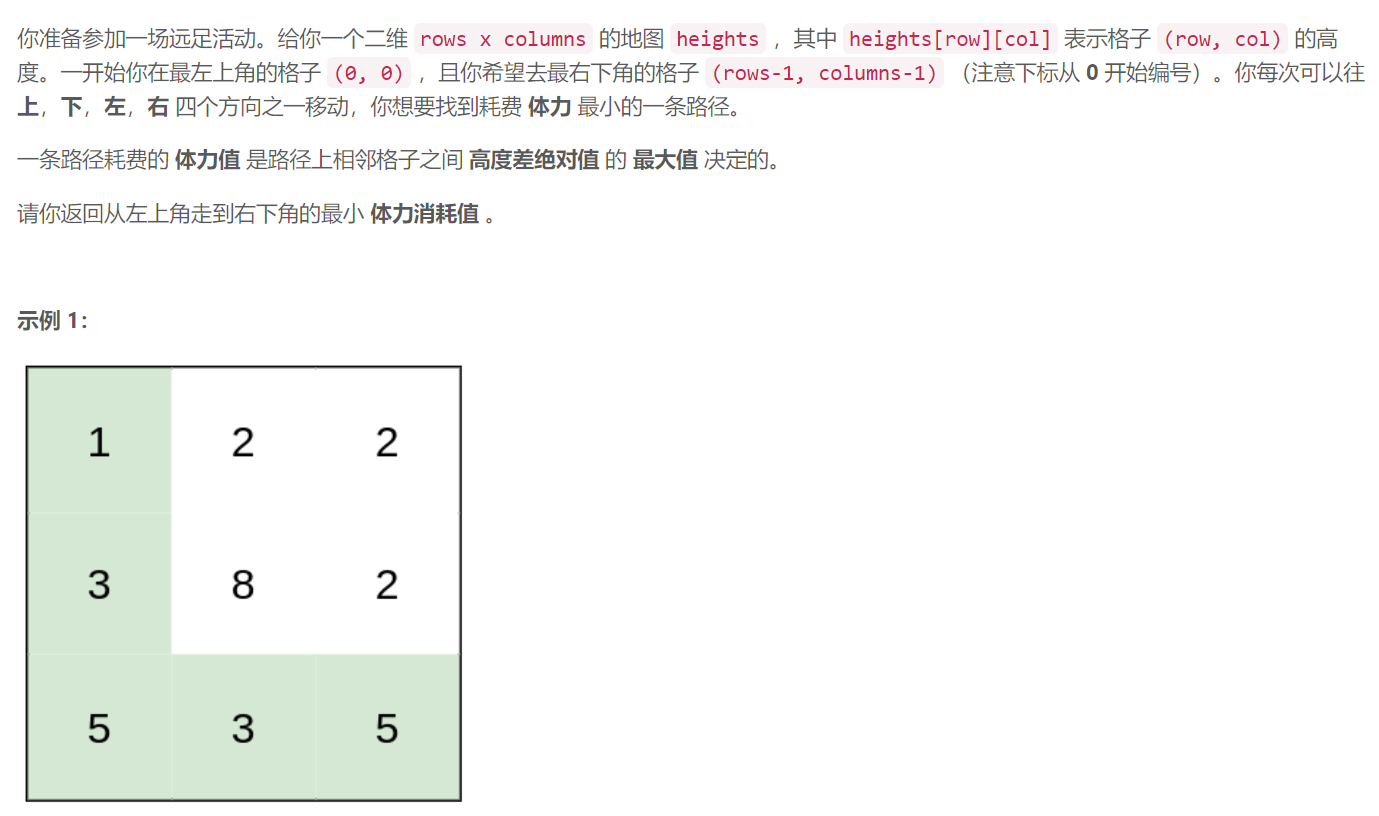 你准备参加一场远足活动。给你一个二维 rows x columns 的地图 heights ，其中 heights[row][col] 表示格子 (row, col) 的高
度。一开始你在最左上角的格子 (0, 0) ，且你希望去最右下角的格子 (rows-1, columns-1) （注意下标从 0 开始编号）。你每次可以往
上，下，左，右 四个方向之一移动，你想要找到耗费 体力 最小的一条路径。
一条路径耗费的 体力值 是路径上相邻格子之间 高度差绝对值 的 最大值 决定的。
请你返回从左上角走到右下角的最小 体力消耗值 。
示例 1：
1 2 2
3 8 2
5 3 5